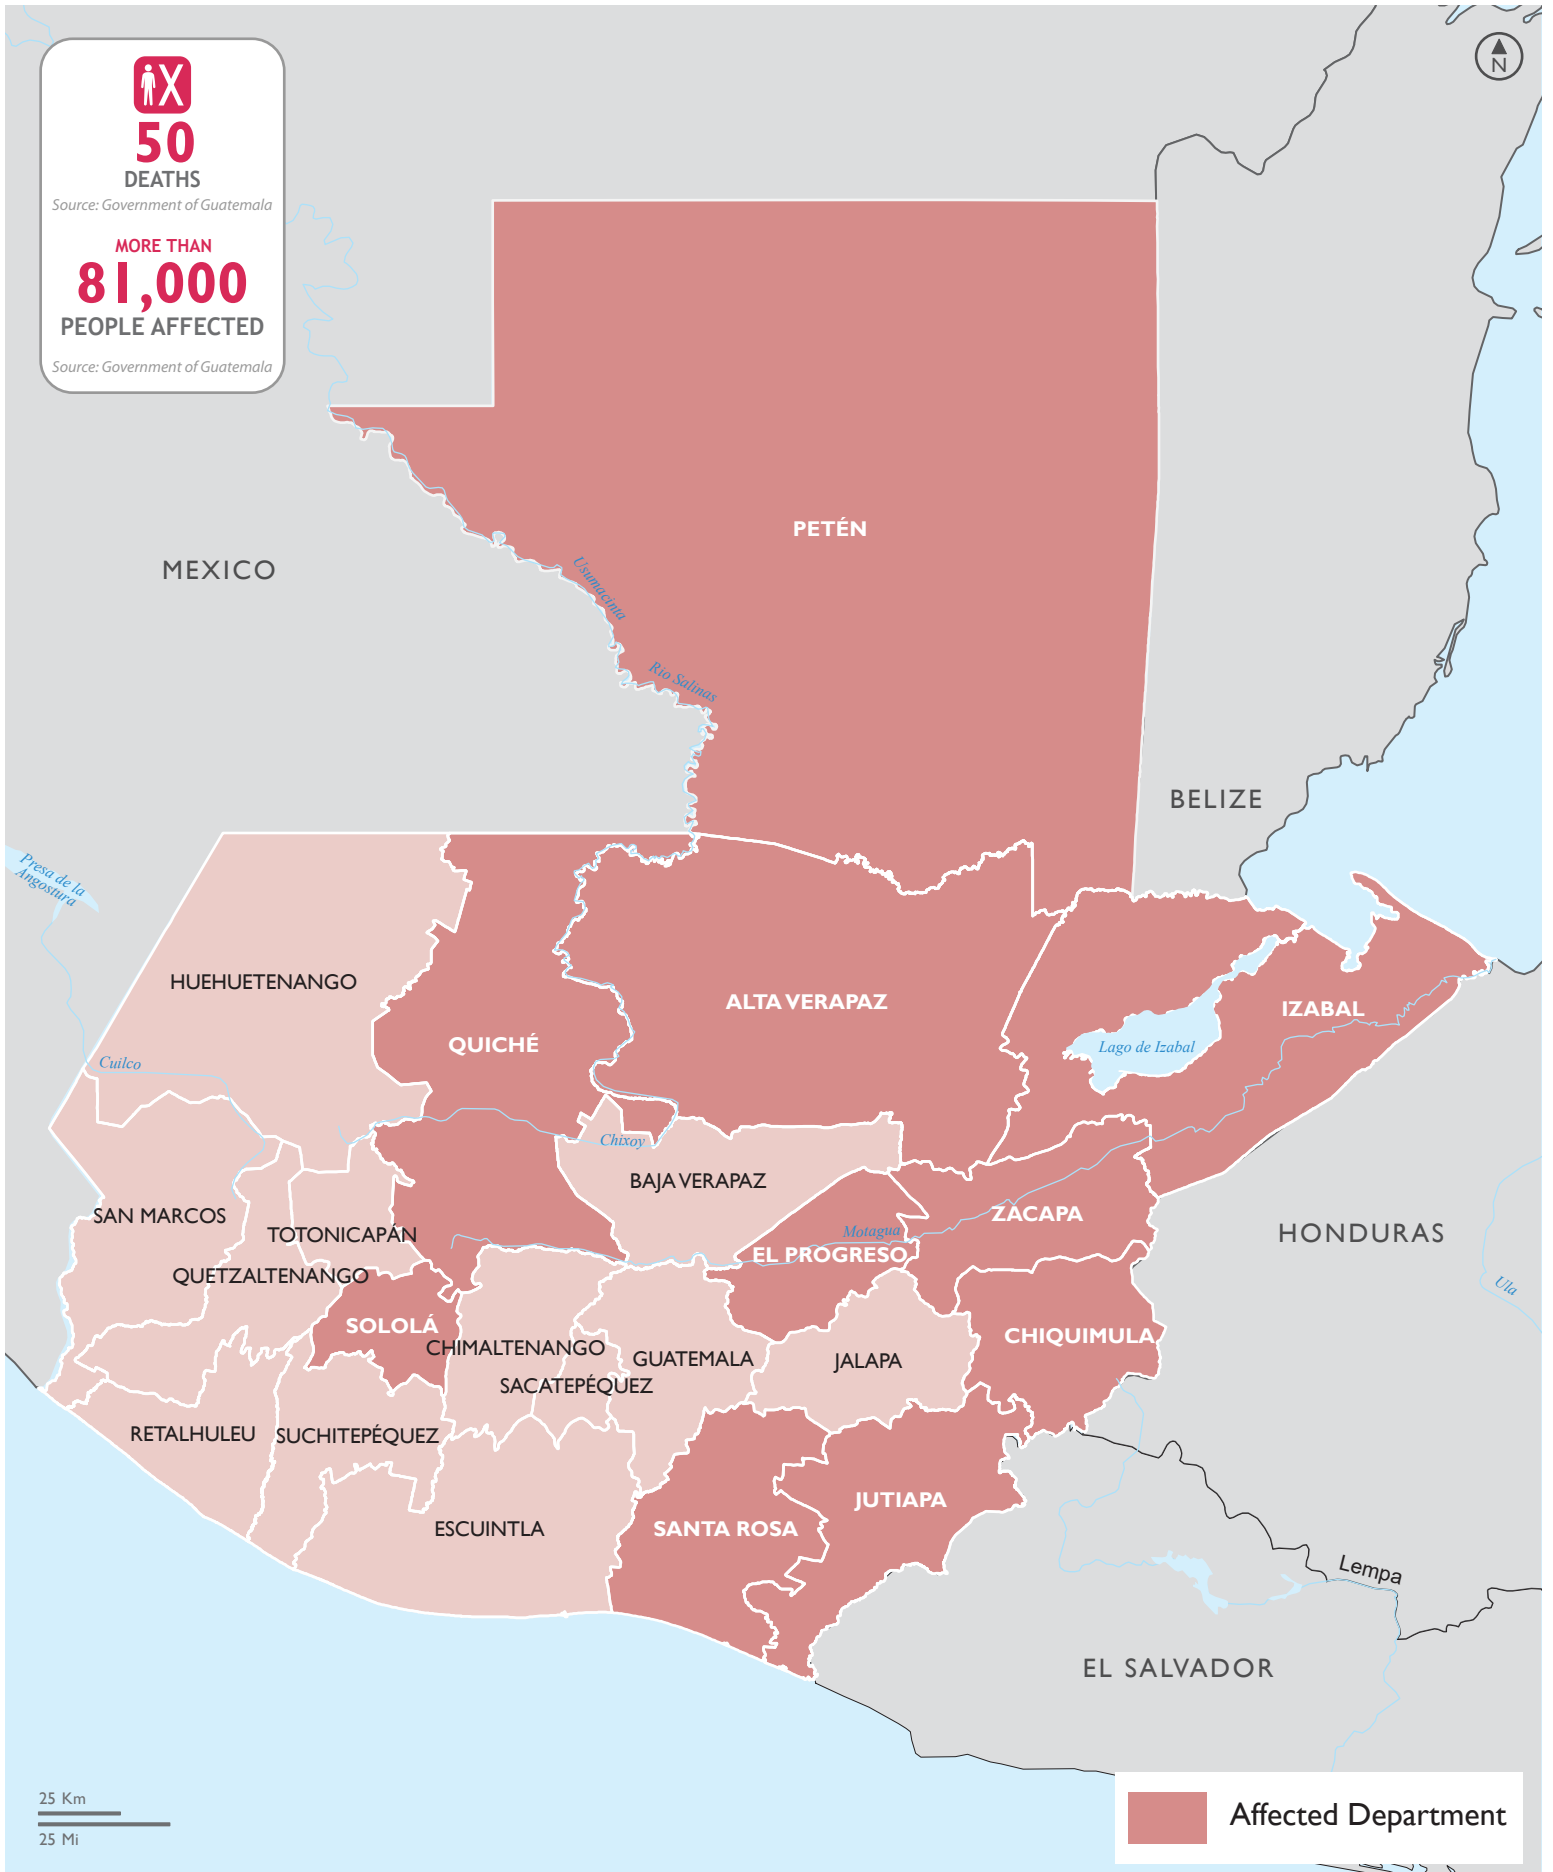 N
50
DEATHS
Source: Government of Guatemala
MORE THAN
81,000
PEOPLE AFFECTED
Source: Government of Guatemala
PETÉN
MEXICO
Usumacinta
Rio Salinas
BELIZE
Presa de la
Angostura
HUEHUETENANGO
ALTA VERAPAZ
IZABAL
QUICHÉ
Lago de Izabal
Cuilco
Chixoy
BAJA VERAPAZ
SAN MARCOS
ZACAPA
TOTONICAPÁN
Motagua
HONDURAS
EL PROGRESO
QUETZALTENANGO
Ula
SOLOLÁ
CHIQUIMULA
CHIMALTENANGO
GUATEMALA
JALAPA
SACATEPÉQUEZ
RETALHULEU
SUCHITEPÉQUEZ
JUTIAPA
ESCUINTLA
SANTA ROSA
Lempa
EL SALVADOR
25 Km
25 Mi
Affected Department